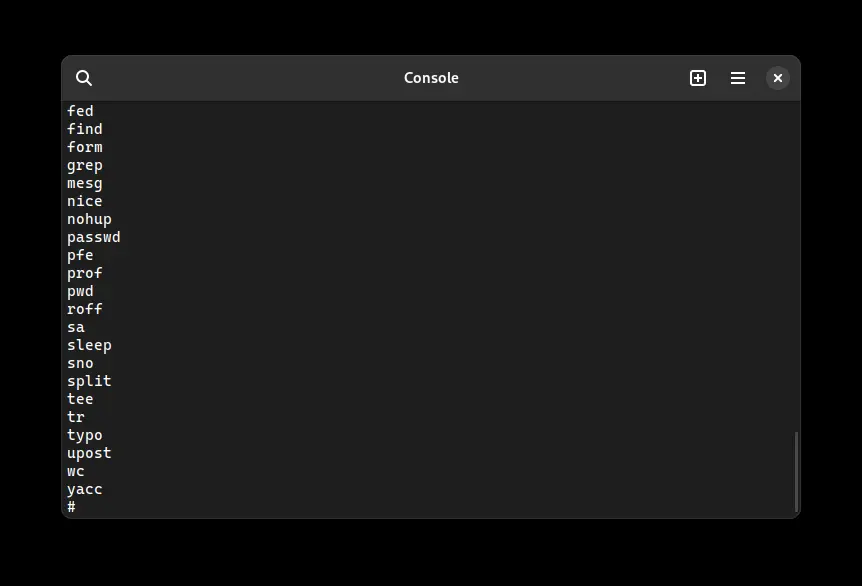 Console
fed
find
form
grep
mesg
nice
nohup
passwd
pfe
prof
pwd
roff
sa
sleep
sno
split
tee
tr
typo
upost
wc
yacc
#